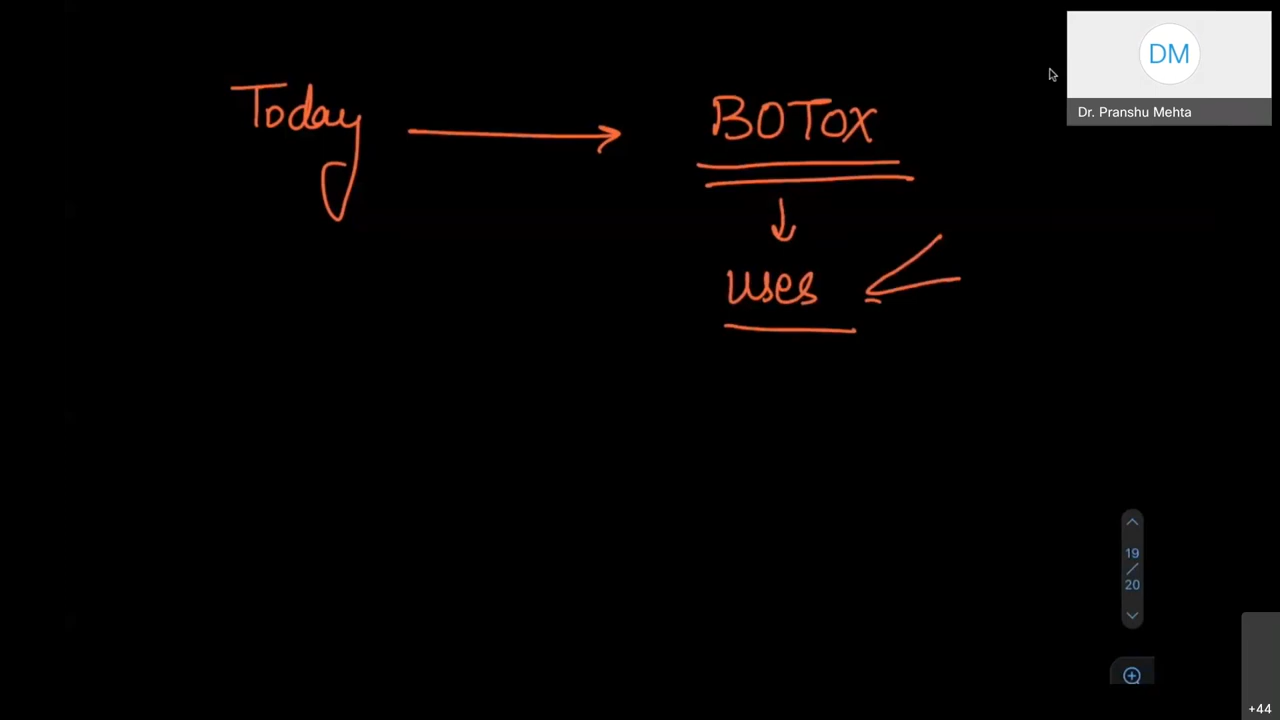 DM
Dr. Pranshu Mehta
Today → BOTOX
↓
uses
19
/
20
+44